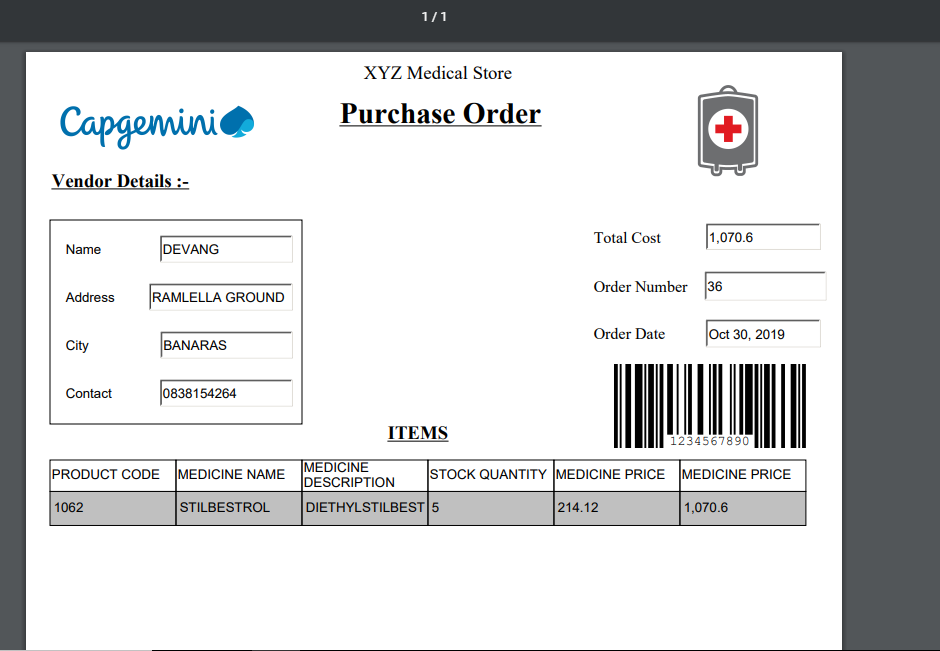 1 / 1
XYZ Medical Store
Capgemini
Purchase Order
Vendor Details :-
Name DEVANG
Address RAMLELLA GROUND
City BANARAS
Contact 0838154264
Total Cost 1,070.6
Order Number 36
Order Date Oct 30, 2019
1234567890
ITEMS
PRODUCT CODE MEDICINE NAME MEDICINE DESCRIPTION STOCK QUANTITY MEDICINE PRICE MEDICINE PRICE
1062 STILBESTROL DIETHYLSTILBEST 5 214.12 1,070.6